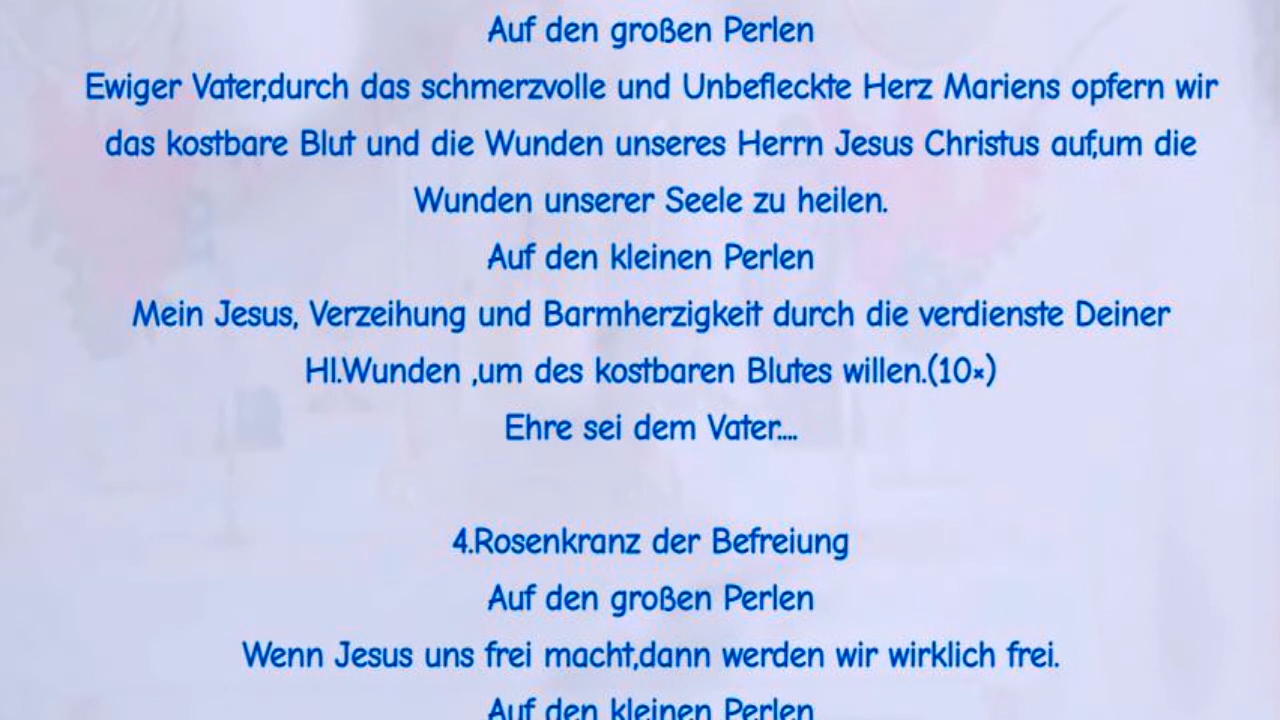 Auf den großen Perlen
Ewiger Vater,durch das schmerzvolle und Unbefleckte Herz Mariens opfern wir
das kostbare Blut und die Wunden unseres Herrn Jesus Christus auf,um die
Wunden unserer Seele zu heilen.
Auf den kleinen Perlen
Mein Jesus, Verzeihung und Barmherzigkeit durch die verdienste Deiner
Hl.Wunden ,um des kostbaren Blutes willen.(10×)
Ehre sei dem Vater....
4.Rosenkranz der Befreiung
Auf den großen Perlen
Wenn Jesus uns frei macht,dann werden wir wirklich frei.
Auf den kleinen Perlen